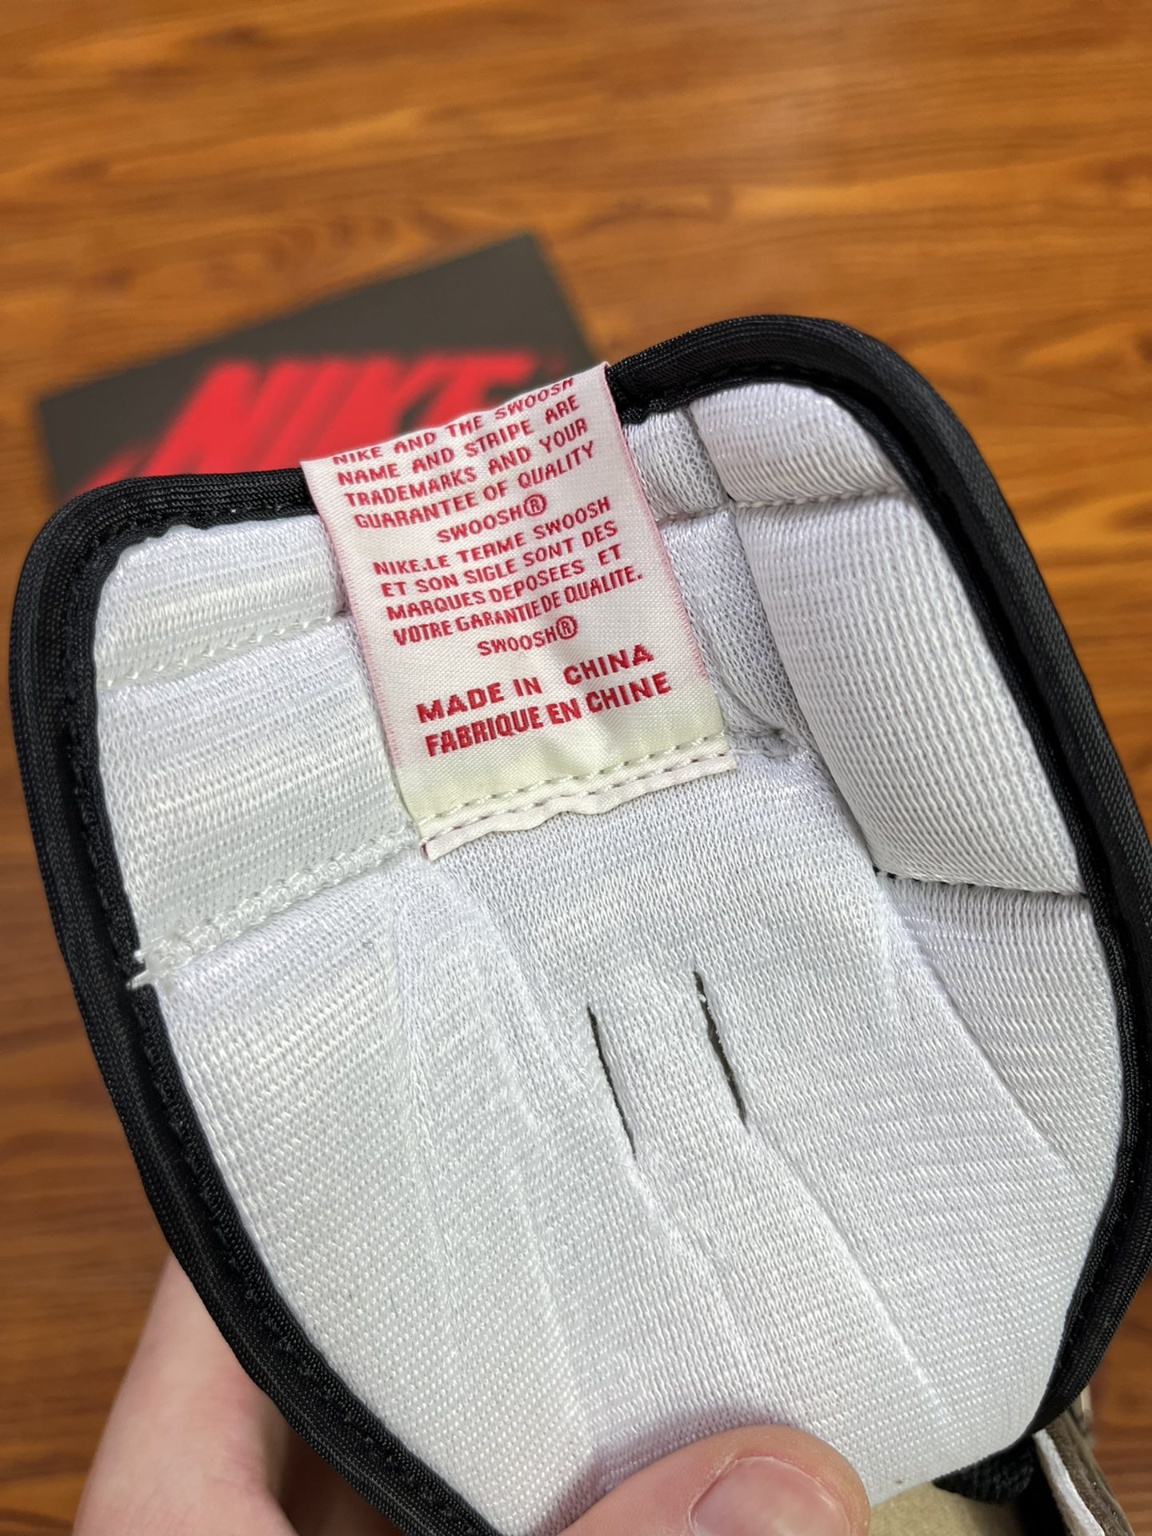 NIKE
NIKE AND THE SWOOSH
NAME AND STRIPE ARE
TRADEMARKS AND YOUR
GUARANTEE OF QUALITY
SWOOSH®
NIKE.LE TERME SWOOSH
ET SON SIGLE SONT DES
MARQUES DEPOSEES ET
VOTRE GARANTIE DE QUALITE.
SWOOSH®
MADE IN CHINA
FABRIQUE EN CHINE